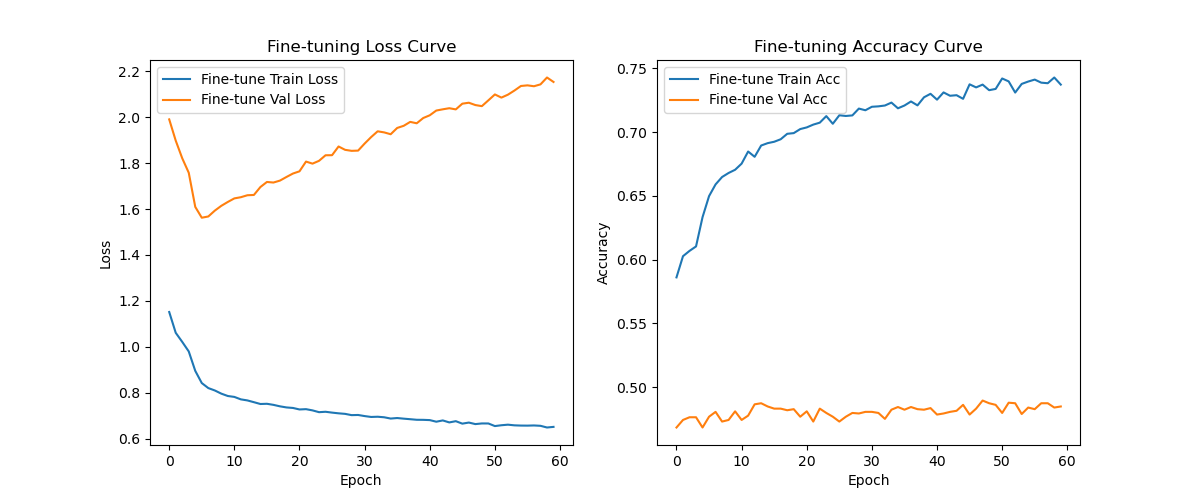 Fine-tuning Loss Curve
Fine-tune Train Loss
Fine-tune Val Loss
2.2
2.0
1.8
1.6
1.4
1.2
1.0
0.8
0.6
Loss
0 10 20 30 40 50 60
Epoch
Fine-tuning Accuracy Curve
Fine-tune Train Acc
Fine-tune Val Acc
0.75
0.70
0.65
0.60
0.55
0.50
Accuracy
0 10 20 30 40 50 60
Epoch